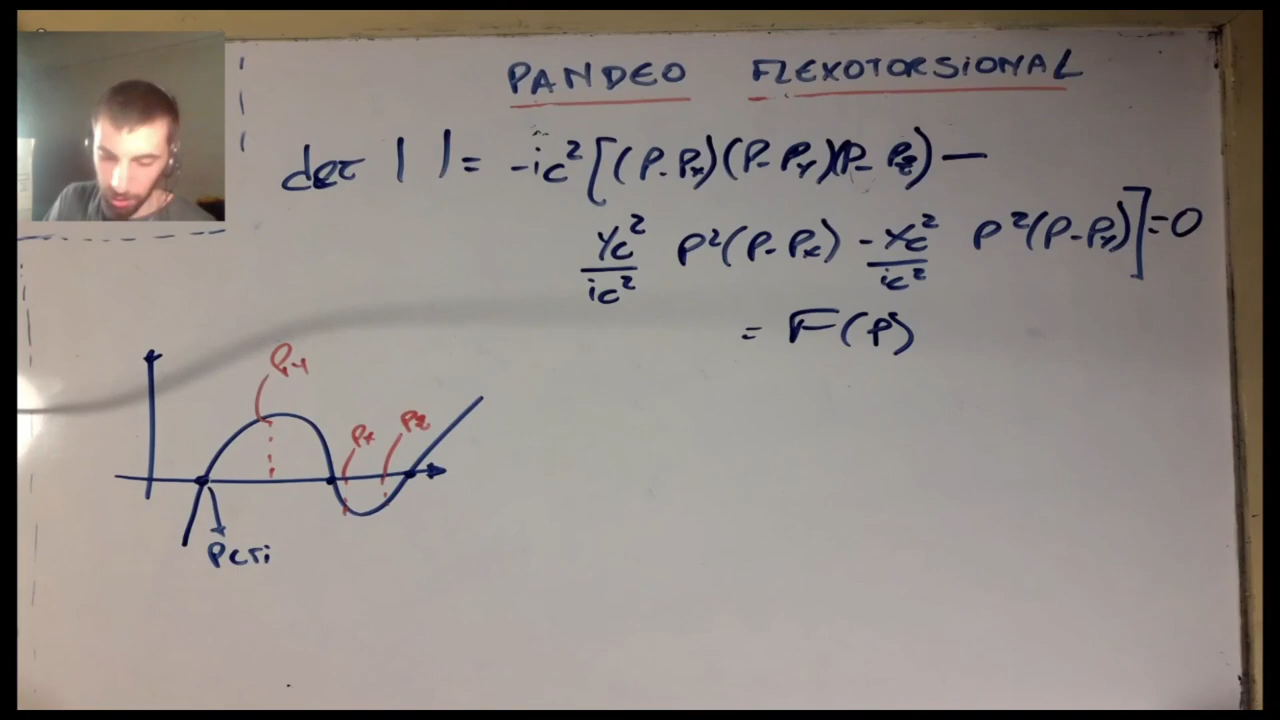 PANDEO FLEXOTORSIONAL
det | | = -ic² [(P-Px)(P-Py)(P-Pz) —
Yc²/ic² P²(P-Px) - Xc²/ic² P²(P-Py)] = 0
= F(P)
Py
Px
Pz
Pcri